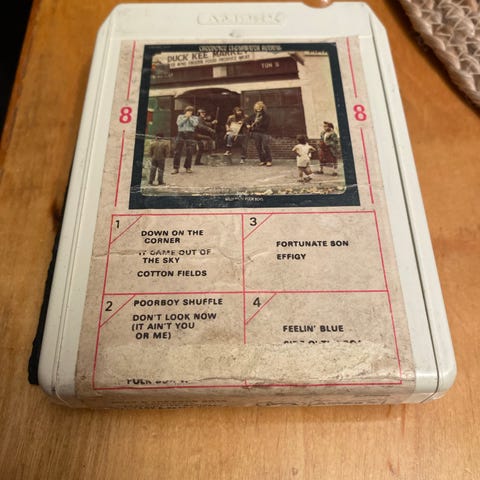 AMPEX
CREEDENCE CLEARWATER REVIVAL
DUCK KEE MARKET
8
8
1
DOWN ON THE
CORNER
IT CAME OUT OF
THE SKY
COTTON FIELDS
3
FORTUNATE SON
EFFIGY
2
POORBOY SHUFFLE
DON'T LOOK NOW
(IT AIN'T YOU
OR ME)
4
FEELIN' BLUE